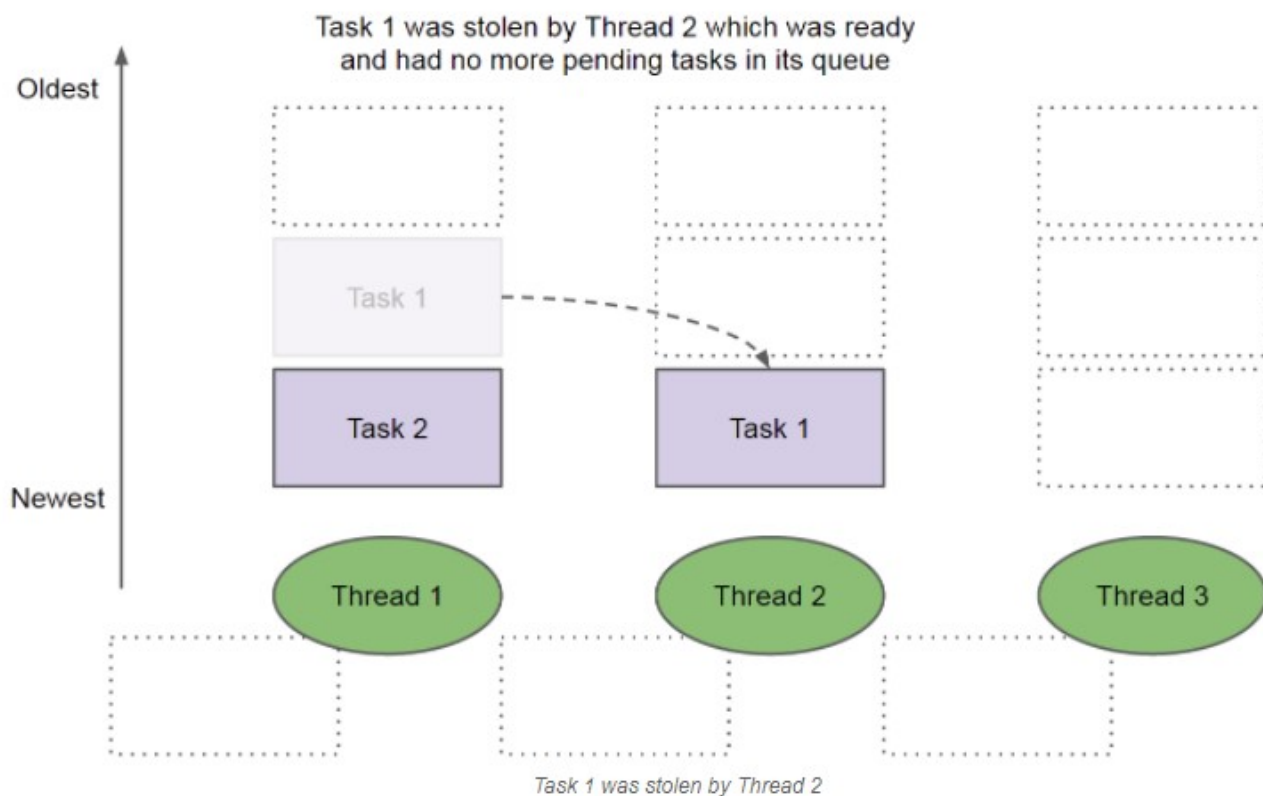 Task 1 was stolen by Thread 2 which was ready
and had no more pending tasks in its queue
Oldest
Task 1
Task 2
Task 1
Newest
Thread 1
Thread 2
Thread 3
Task 1 was stolen by Thread 2